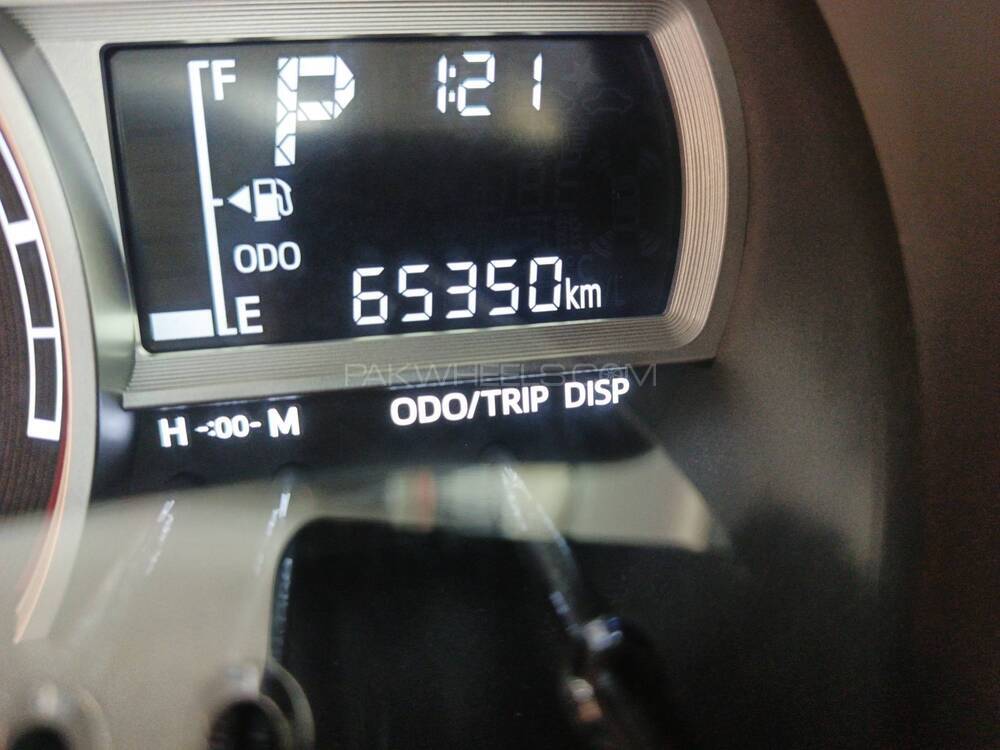 F P 1:21
ODO
E 65350km
PAKWHEELS.COM
H -:00- M ODO/TRIP DISP